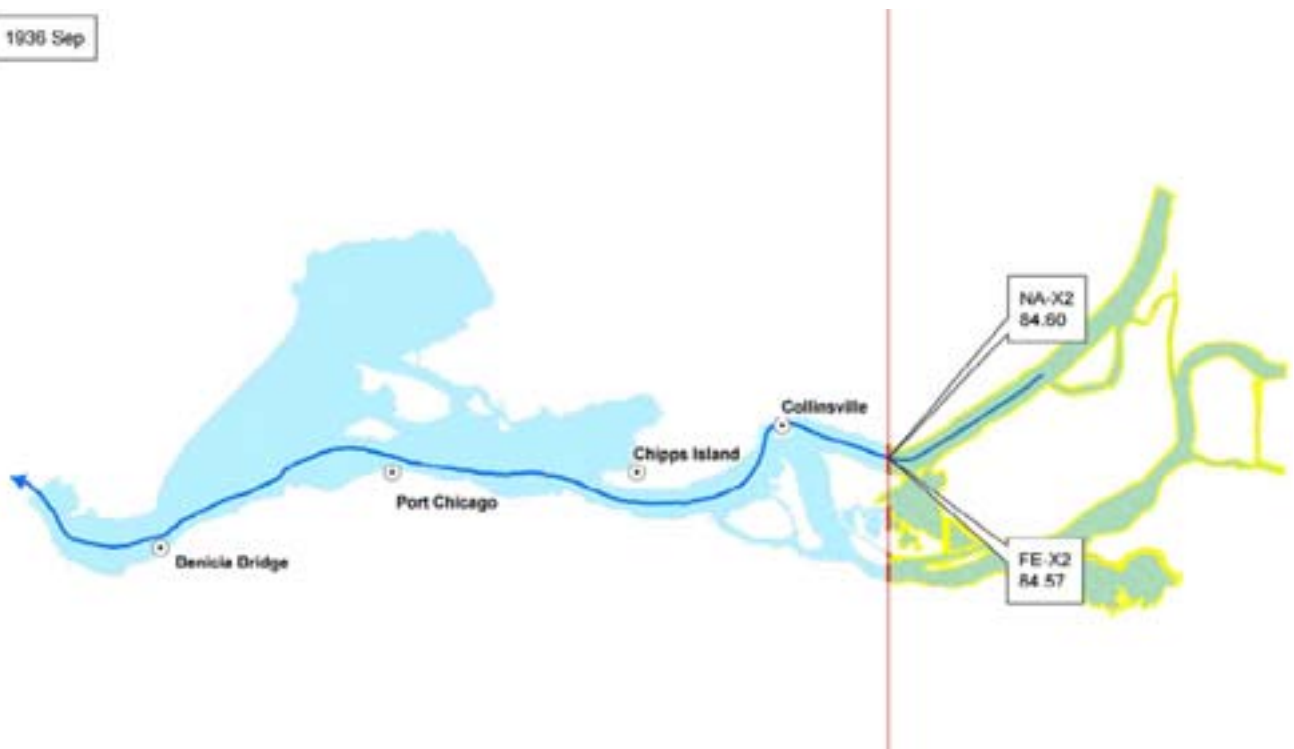 1936 Sep
NA-X2
84.60
Collinsville
Chipps Island
Port Chicago
Benicia Bridge
FE-X2
84.57